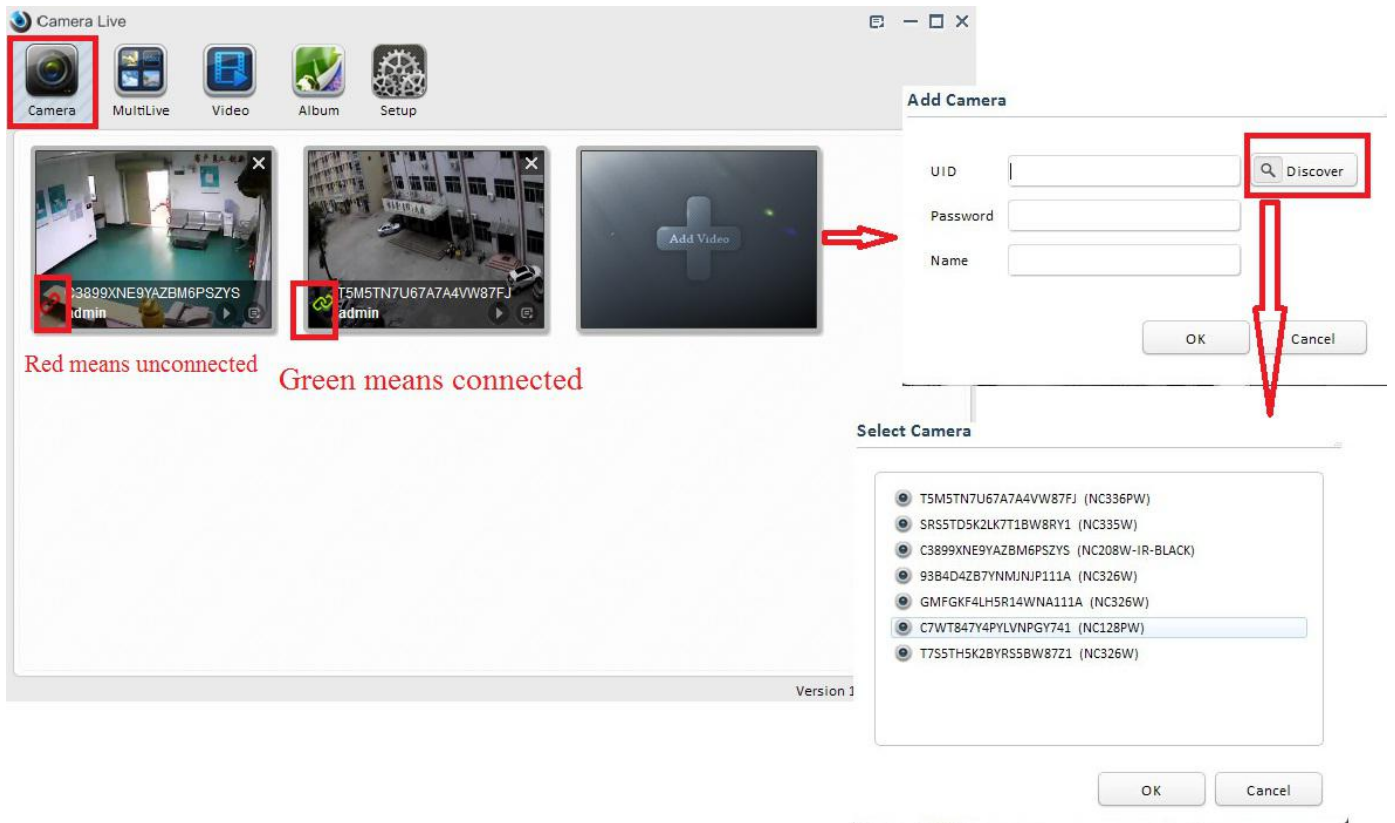 Camera Live
Camera
MultiLive
Video
Album
Setup
C3899XNE9YAZBM6PSZYS
admin
T5M5TN7U67A7A4VW87FJ
admin
Add Video
Red means unconnected
Green means connected
Version 1
Add Camera
UID
Discover
Password
Name
OK
Cancel
Select Camera
T5M5TN7U67A7A4VW87FJ (NC336PW)
SRS5TD5K2LK7T1BW8RY1 (NC335W)
C3899XNE9YAZBM6PSZYS (NC208W-IR-BLACK)
93B4D4ZB7YNMJNJP111A (NC326W)
GMFGKF4LH5R14WNA111A (NC326W)
C7WT847Y4PYLVNPGY741 (NC128PW)
T7S5TH5K2BYRS5BW87Z1 (NC326W)
OK
Cancel